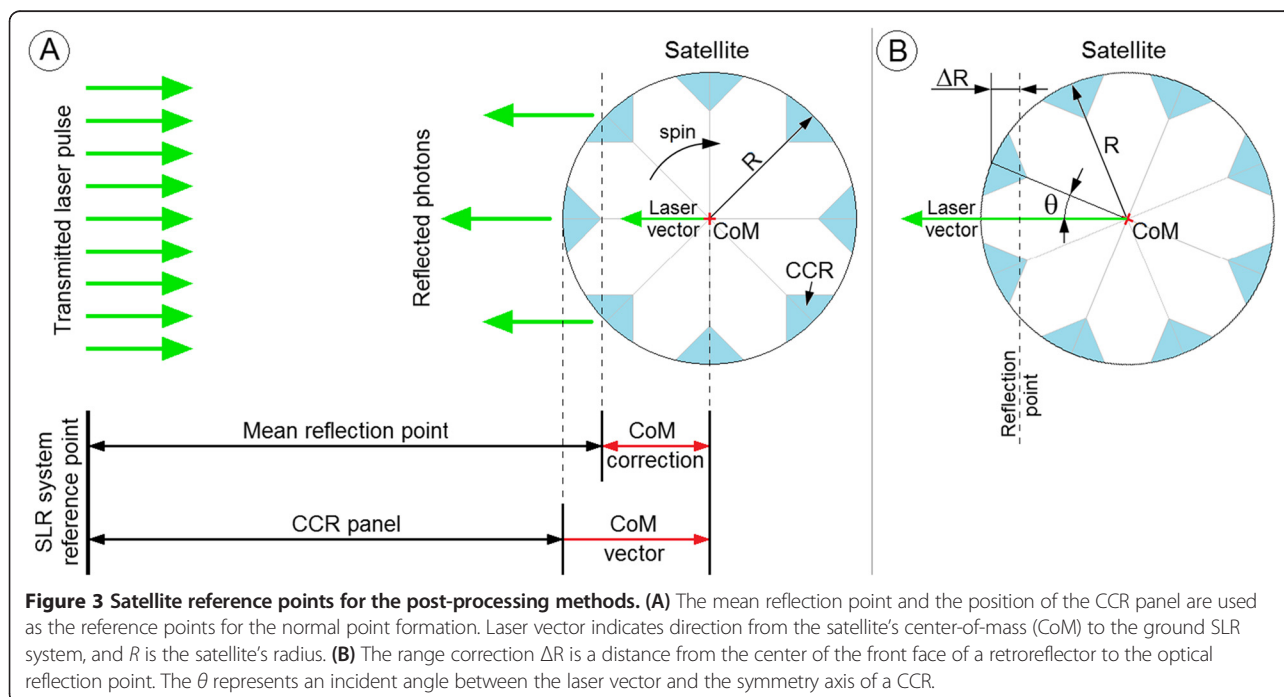 A
Transmitted laser pulse
Reflected photons
Satellite
spin
R
Laser
vector
CoM
CCR
SLR system
reference point
Mean reflection point
CoM
correction
CCR panel
CoM
vector
B
Satellite
ΔR
R
θ
Laser
vector
CoM
Reflection
point
Figure 3 Satellite reference points for the post-processing methods. (A) The mean reflection point and the position of the CCR panel are used
as the reference points for the normal point formation. Laser vector indicates direction from the satellite's center-of-mass (CoM) to the ground SLR
system, and R is the satellite's radius. (B) The range correction ΔR is a distance from the center of the front face of a retroreflector to the optical
reflection point. The θ represents an incident angle between the laser vector and the symmetry axis of a CCR.